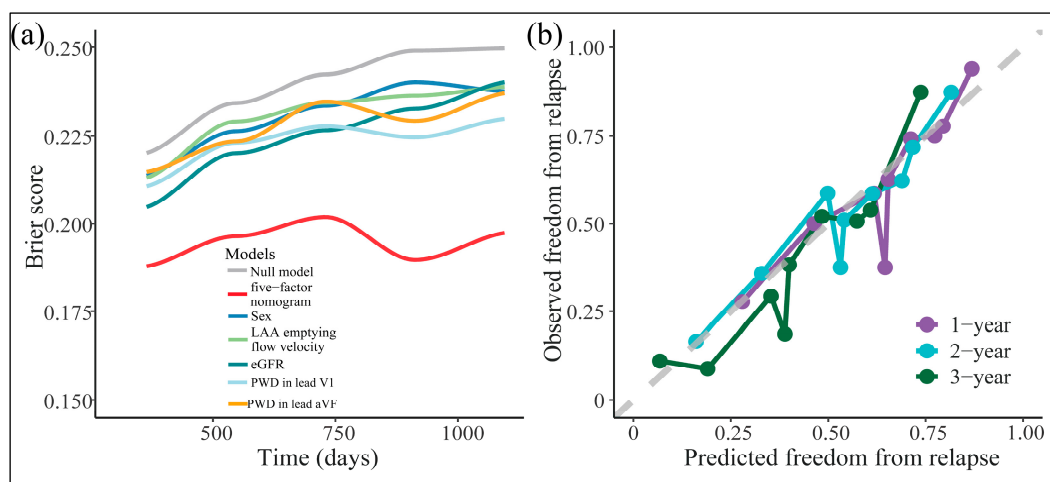 (a)
0.250
0.225
0.200
0.175
0.150
Brier score
Models
Null model
five-factor
nomogram
Sex
LAA emptying
flow velocity
eGFR
PWD in lead V1
PWD in lead aVF
500
750
1000
Time (days)
(b)
1.00
0.75
0.50
0.25
0
Observed freedom from relapse
1-year
2-year
3-year
0
0.25
0.50
0.75
1.00
Predicted freedom from relapse